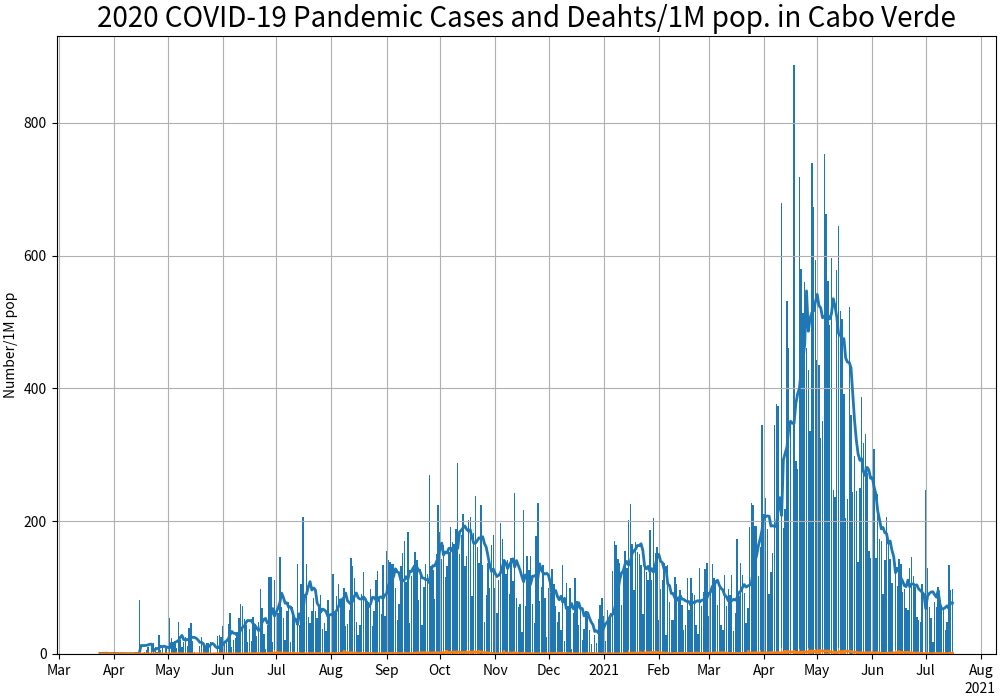 2020 COVID-19 Pandemic Cases and Deahts/1M pop. in Cabo Verde
Number/1M pop
800
600
400
200
0
Mar Apr May Jun Jul Aug Sep Oct Nov Dec 2021 Feb Mar Apr May Jun Jul Aug
2021